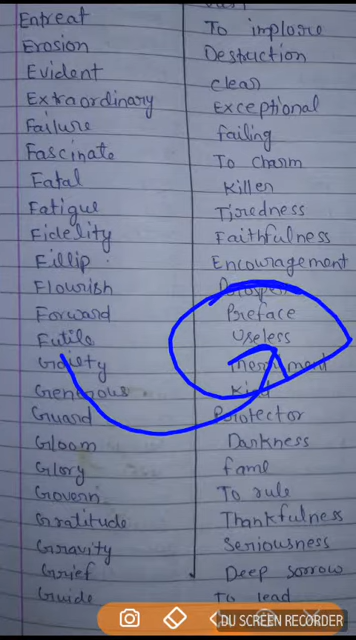 Entreat To implore
Erosion Destruction
Evident clear
Extraordinary Exceptional
Failure failing
Fascinate To charm
Fatal Killer
Fatigue Tiredness
Fidelity Faithfulness
Fillip Encouragement
Flourish
Forward Preface
Futile Useless
Gaiety Merriment
Generous Kind
Guard Protector
Gloom Darkness
Glory fame
Govern To rule
Gratitude Thankfulness
Gravity Seriousness
Grief Deep sorrow
Guide To lead
DU SCREEN RECORDER